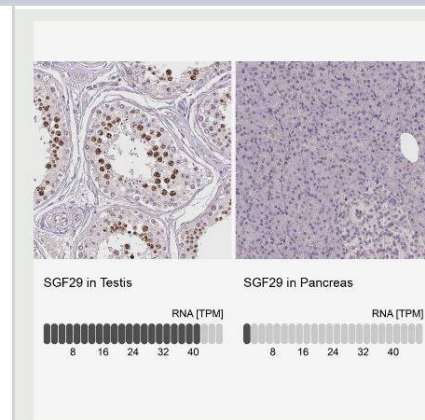 SGF29 in Testis
RNA [TPM]
8 16 24 32 40
SGF29 in Pancreas
RNA [TPM]
8 16 24 32 40